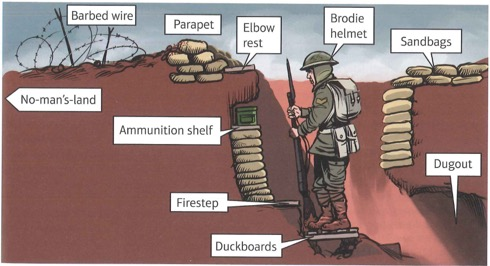 Barbed wire
Parapet
Elbow
rest
Brodie
helmet
Sandbags
No-man's-land
Ammunition shelf
Dugout
Firestep
Duckboards